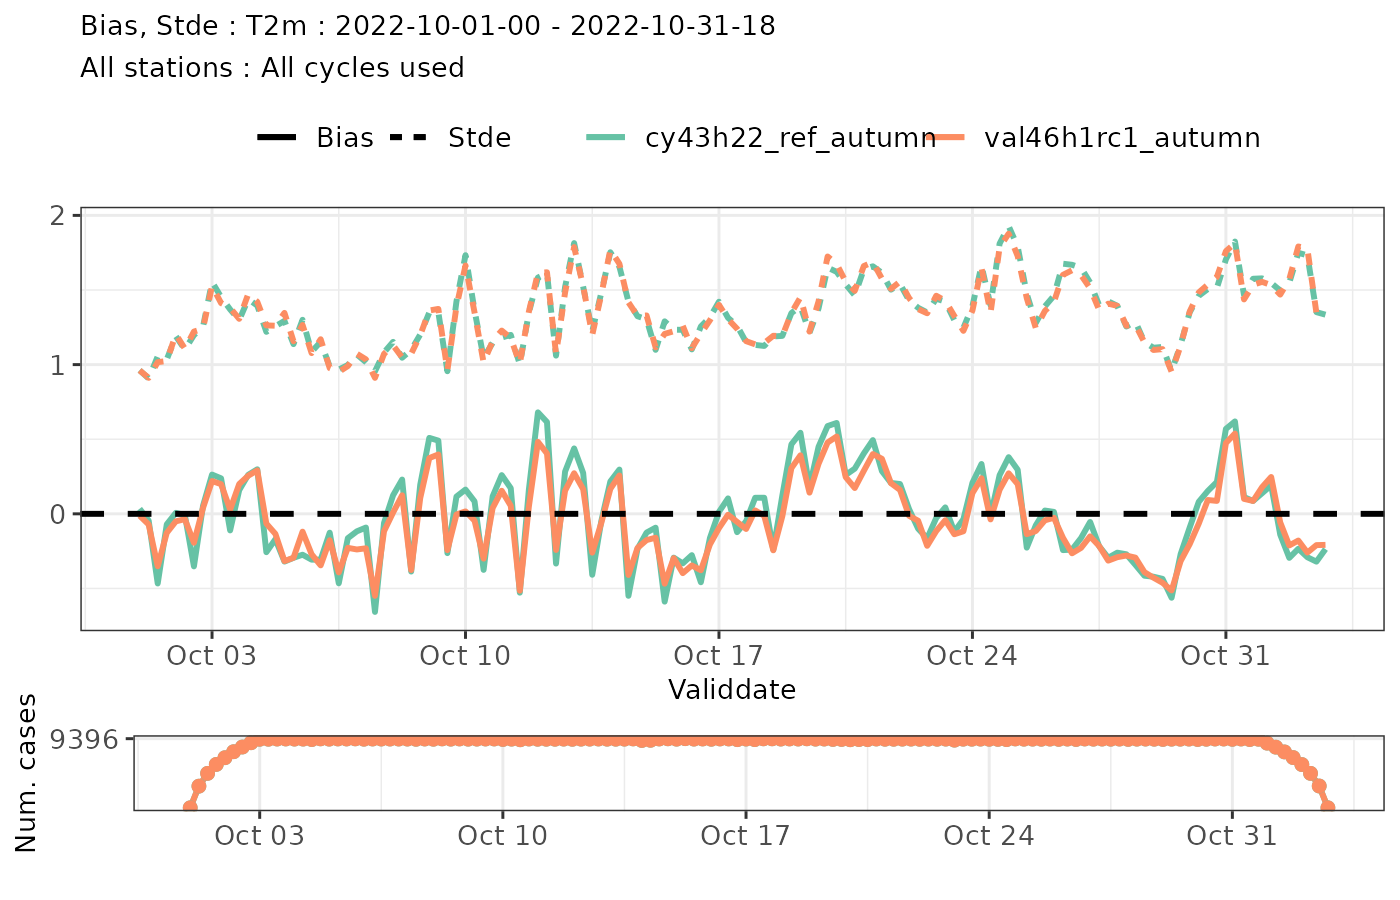 Bias, Stde : T2m : 2022-10-01-00 - 2022-10-31-18
All stations : All cycles used
Bias Stde cy43h22_ref_autumn val46h1rc1_autumn
2
1
0
Oct 03 Oct 10 Oct 17 Oct 24 Oct 31
Validdate
Num. cases
9396
Oct 03 Oct 10 Oct 17 Oct 24 Oct 31